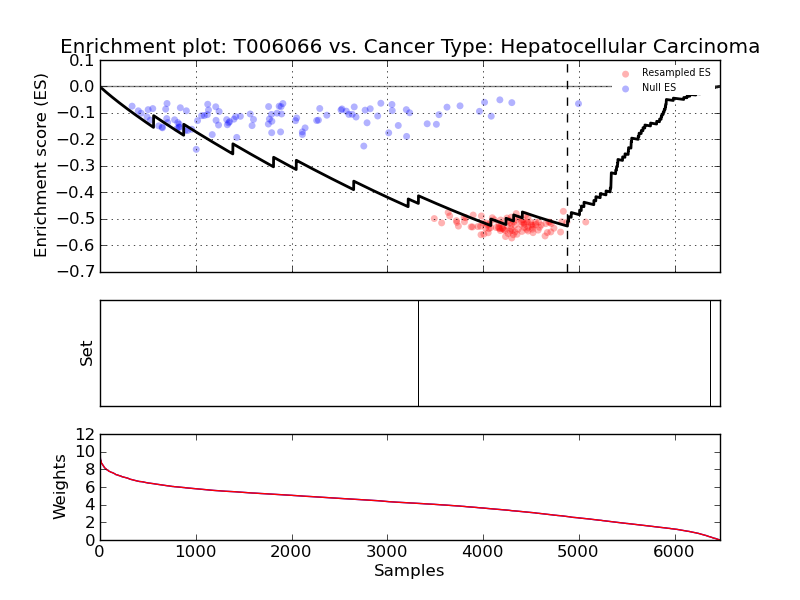 Enrichment plot: T006066 vs. Cancer Type: Hepatocellular Carcinoma
Enrichment score (ES)
0.1
0.0
−0.1
−0.2
−0.3
−0.4
−0.5
−0.6
−0.7
Resampled ES
Null ES
Set
Weights
12
10
8
6
4
2
0
0 1000 2000 3000 4000 5000 6000
Samples